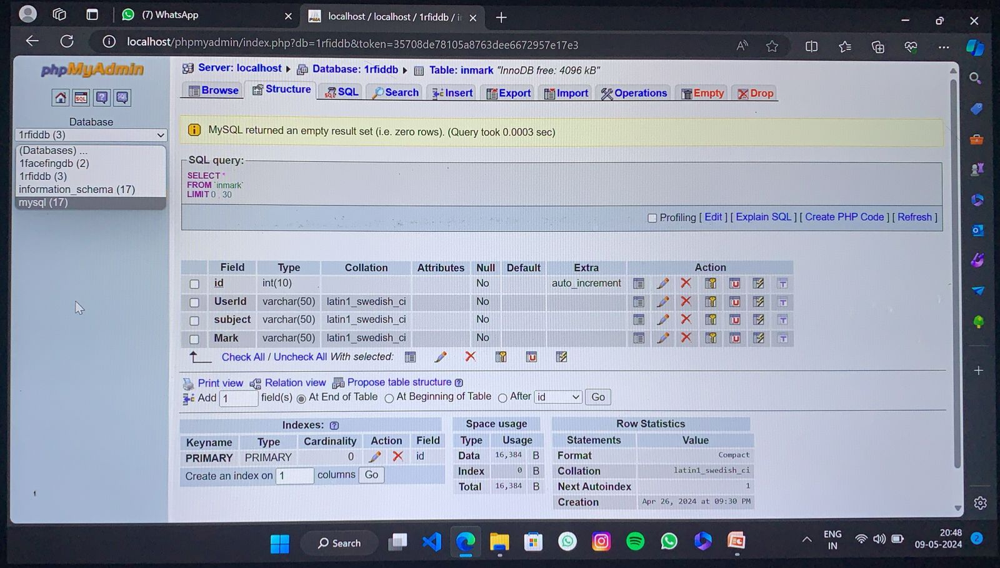 (7) WhatsApp
localhost / localhost / 1rfiddb / i
localhost/phpmyadmin/index.php?db=1rfiddb&token=35708de78105a8763dee6672957e17e3
phpMyAdmin
Server: localhost Database: 1rfiddb Table: inmark "InnoDB free: 4096 kB"
Browse Structure SQL Search Insert Export Import Operations Empty Drop
Database
1rfiddb (3)
(Databases) ...
1facefingdb (2)
1rfiddb (3)
information_schema (17)
mysql (17)
MySQL returned an empty result set (i.e. zero rows). (Query took 0.0003 sec)
SQL query:
SELECT *
FROM `inmark`
LIMIT 0 , 30
Profiling [ Edit ] [ Explain SQL ] [ Create PHP Code ] [ Refresh ]
Field Type Collation Attributes Null Default Extra Action
id int(10) No auto_increment
UserId varchar(50) latin1_swedish_ci No
subject varchar(50) latin1_swedish_ci No
Mark varchar(50) latin1_swedish_ci No
Check All / Uncheck All With selected:
Print view Relation view Propose table structure
Add 1 field(s) At End of Table At Beginning of Table After id Go
Indexes:
Keyname Type Cardinality Action Field
PRIMARY PRIMARY 0 id
Create an index on 1 columns Go
Space usage
Type Usage
Data 16,384 B
Index 0 B
Total 16,384 B
Row Statistics
Statements Value
Format Compact
Collation latin1_swedish_ci
Next Autoindex 1
Creation Apr 26, 2024 at 09:30 PM
Search
ENG
IN
20:48
09-05-2024
2